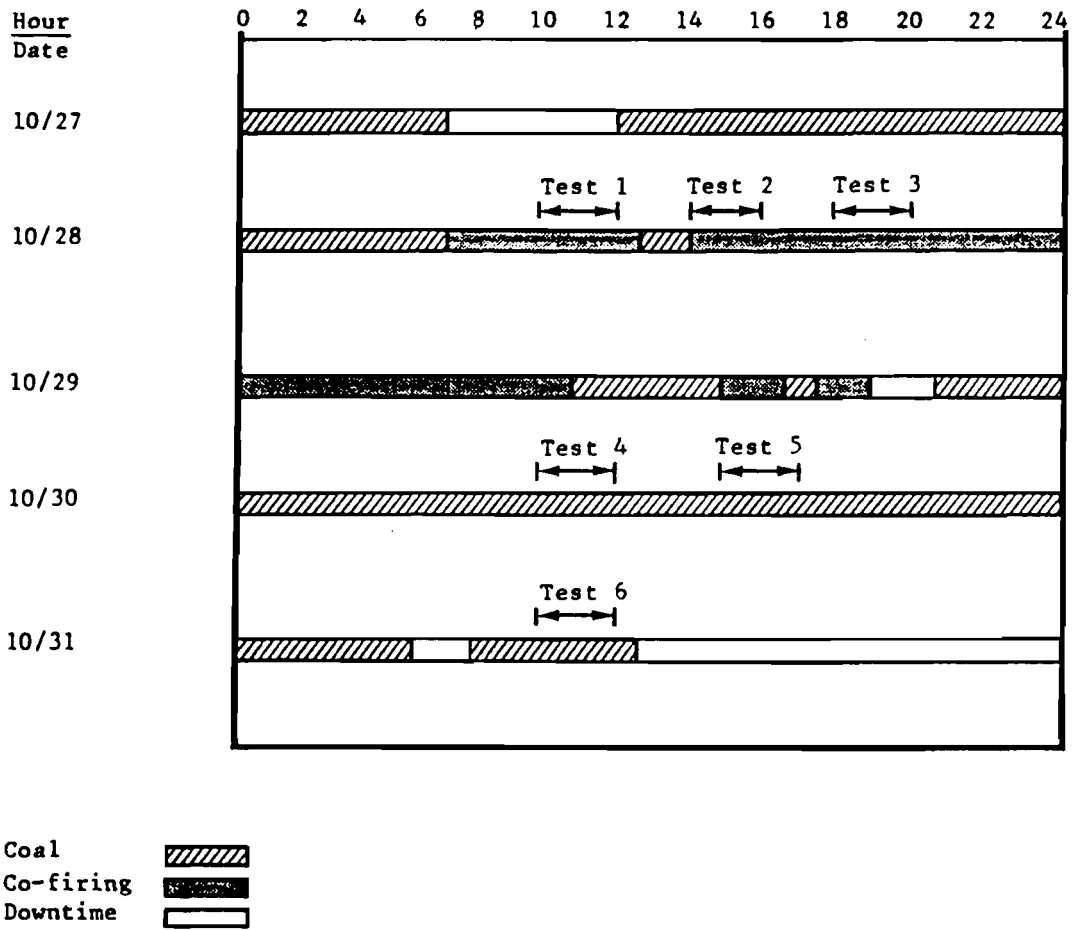 Hour 0 2 4 6 8 10 12 14 16 18 20 24
Date
10/27
Test 1 Test 2 Test 3
10/28
10/29
Test 4 Test 5
10/30
Test 6
10/31
Coal
Co-firing
Downtime